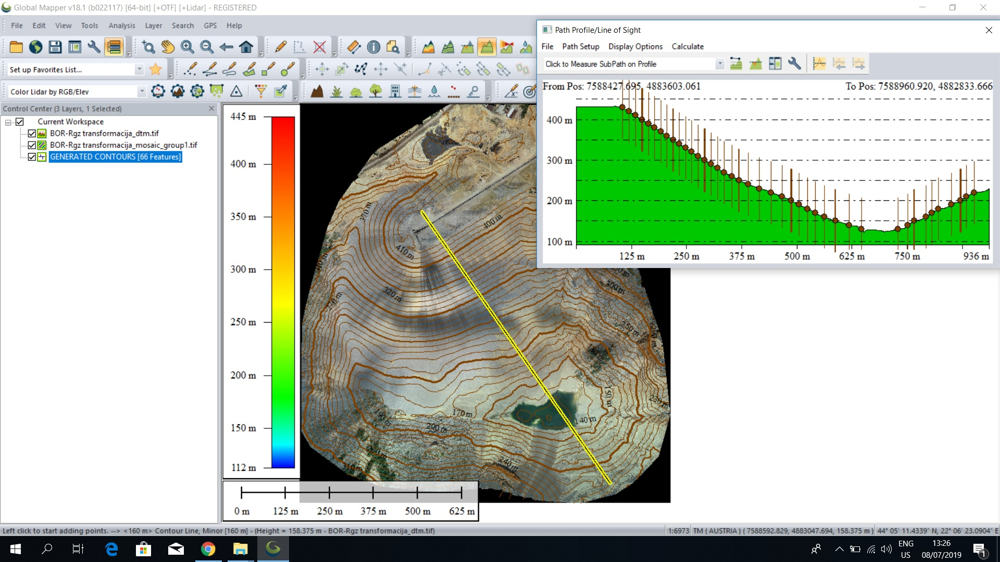 Global Mapper v18.1 (b022117) [64-bit] [+OTF] [+Lidar] - REGISTERED
File Edit View Tools Analysis Layer Search GPS Help
Set up Favorites List...
Color Lidar by RGB/Elev
Control Center (3 Layers, 1 Selected)
Current Workspace
BOR-Rgz transformacija_dtm.tif
BOR-Rgz transformacija_mosaic_group1.tif
GENERATED CONTOURS [66 Features]
Path Profile/Line of Sight
File Path Setup Display Options Calculate
Click to Measure SubPath on Profile
From Pos: 7588427.695, 4883603.061 To Pos: 7588960.920, 4882833.666
400 m
300 m
200 m
100 m
125 m 250 m 375 m 500 m 625 m 750 m 936 m
445 m
400 m
350 m
300 m
250 m
200 m
150 m
112 m
370 m
400 m
410 m
320 m
300 m
250 m
150 m
230 m
170 m
140 m
190 m
200 m
240 m
310 m
0 m 125 m 250 m 375 m 500 m 625 m
Left click to start adding points. --> <160 m> Contour Line, Minor [160 m] - (Height = 158.375 m - BOR-Rgz transformacija_dtm.tif)
1:6973 TM ( AUSTRIA ) ( 7588592.829, 4883047.694, 158.375 m ) 44° 05' 11.4339" N, 22° 06' 23.0904" E
ENG
US
13:26
08/07/2019
1